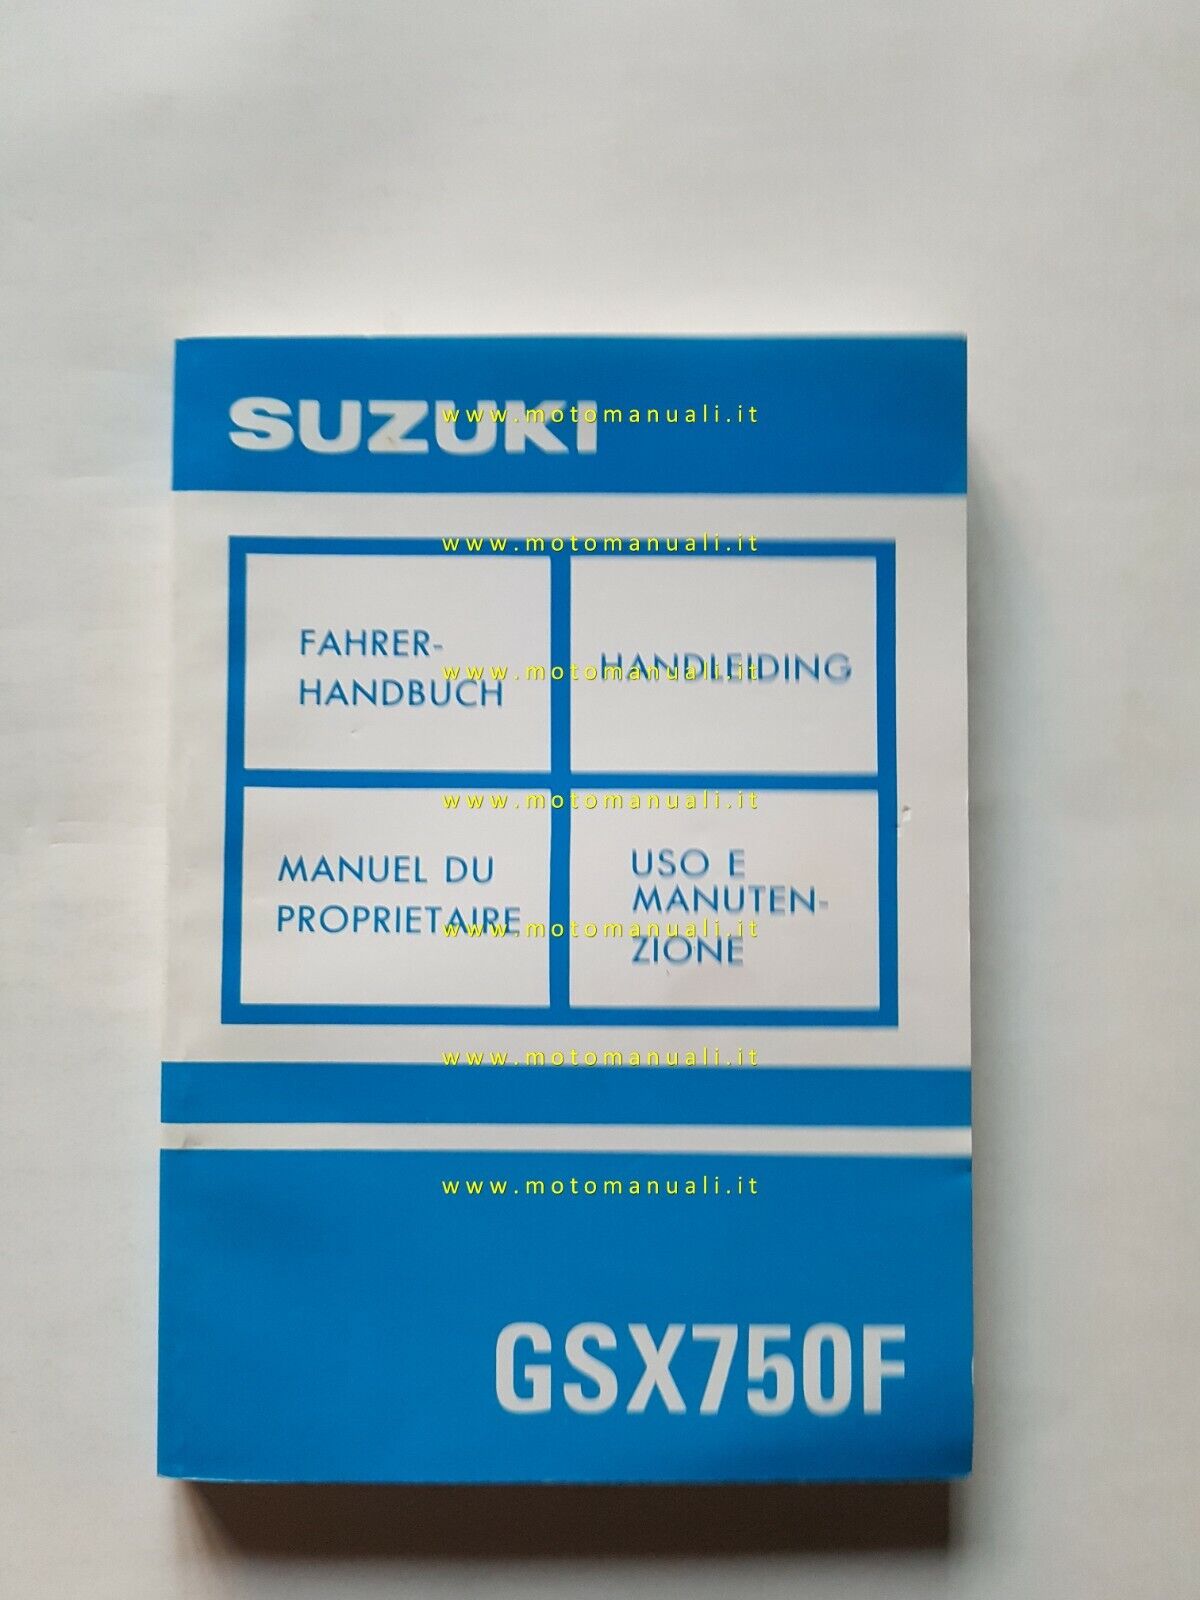 SUZUKI
www.motomanuali.it
www.motomanuali.it
FAHRER-
HANDBUCH
HANDLEIDING
www.motomanuali.it
www.motomanuali.it
MANUEL DU
PROPRIETAIRE
USO E
MANUTEN-
ZIONE
www.motomanuali.it
www.motomanuali.it
www.motomanuali.it
GSX750F